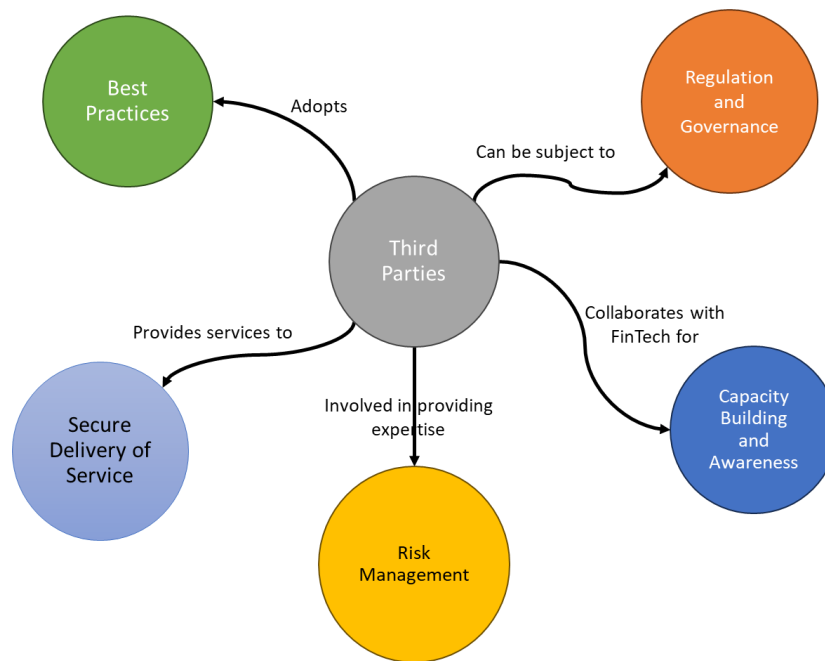 Best
Practices
Adopts
Regulation
and
Governance
Can be subject to
Third
Parties
Provides services to
Collaborates with
FinTech for
Secure
Delivery of
Service
Involved in providing
expertise
Capacity
Building
and
Awareness
Risk
Management